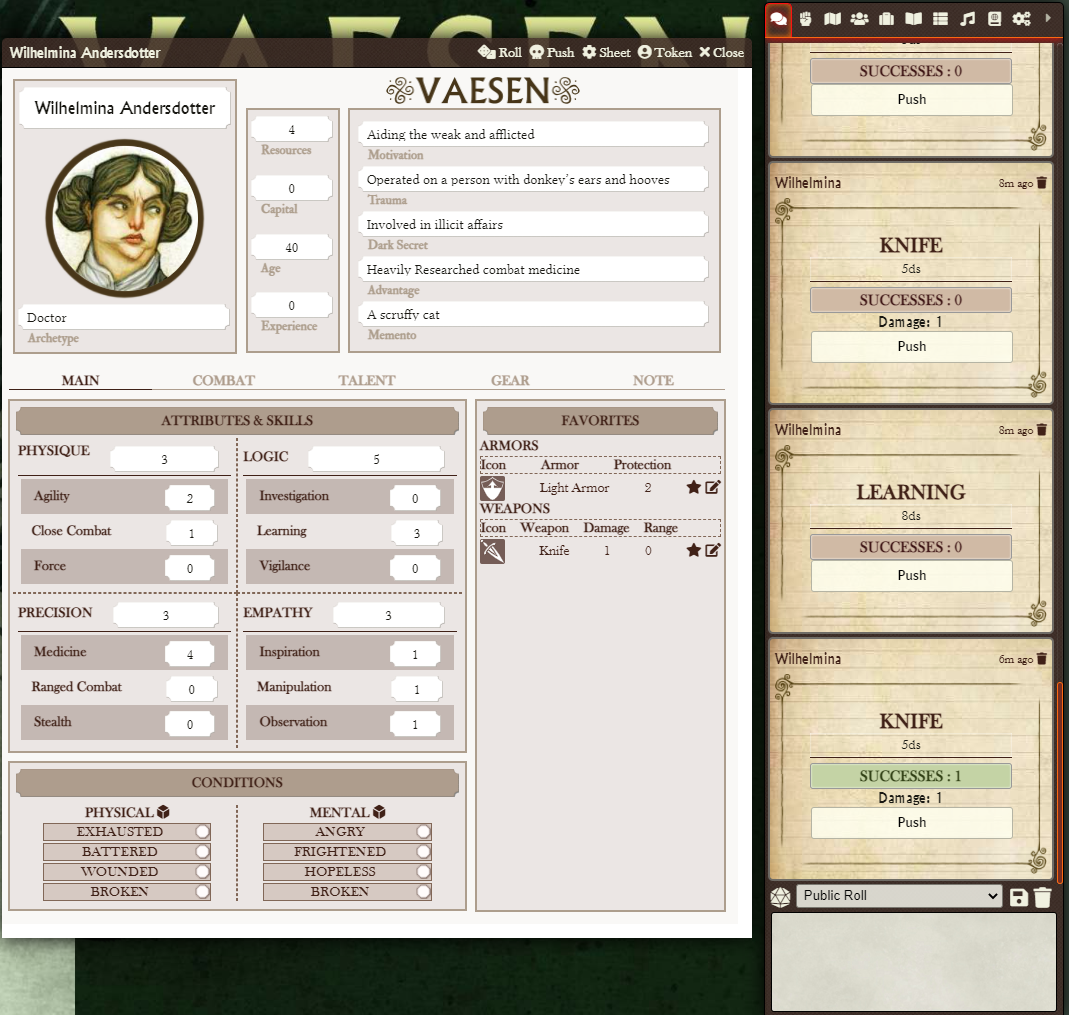 VAESEN
Wilhelmina Andersdotter
Roll Push Sheet Token Close
Wilhelmina Andersdotter
Doctor
Archetype
4
Resources
0
Capital
40
Age
0
Experience
VAESEN
Aiding the weak and afflicted
Motivation
Operated on a person with donkey's ears and hooves
Trauma
Involved in illicit affairs
Dark Secret
Heavily Researched combat medicine
Advantage
A scruffy cat
Memento
MAIN COMBAT TALENT GEAR NOTE
ATTRIBUTES & SKILLS
PHYSIQUE 3
Agility 2
Close Combat 1
Force 0
LOGIC 5
Investigation 0
Learning 3
Vigilance 0
PRECISION 3
Medicine 4
Ranged Combat 0
Stealth 0
EMPATHY 3
Inspiration 1
Manipulation 1
Observation 1
CONDITIONS
PHYSICAL
EXHAUSTED
BATTERED
WOUNDED
BROKEN
MENTAL
ANGRY
FRIGHTENED
HOPELESS
BROKEN
FAVORITES
ARMORS
Icon Armor Protection
Light Armor 2
WEAPONS
Icon Weapon Damage Range
Knife 1 0
SUCCESSES : 0
Push
Wilhelmina 8m ago
KNIFE
5ds
SUCCESSES : 0
Damage: 1
Push
Wilhelmina 8m ago
LEARNING
8ds
SUCCESSES : 0
Push
Wilhelmina 6m ago
KNIFE
5ds
SUCCESSES : 1
Damage: 1
Push
Public Roll